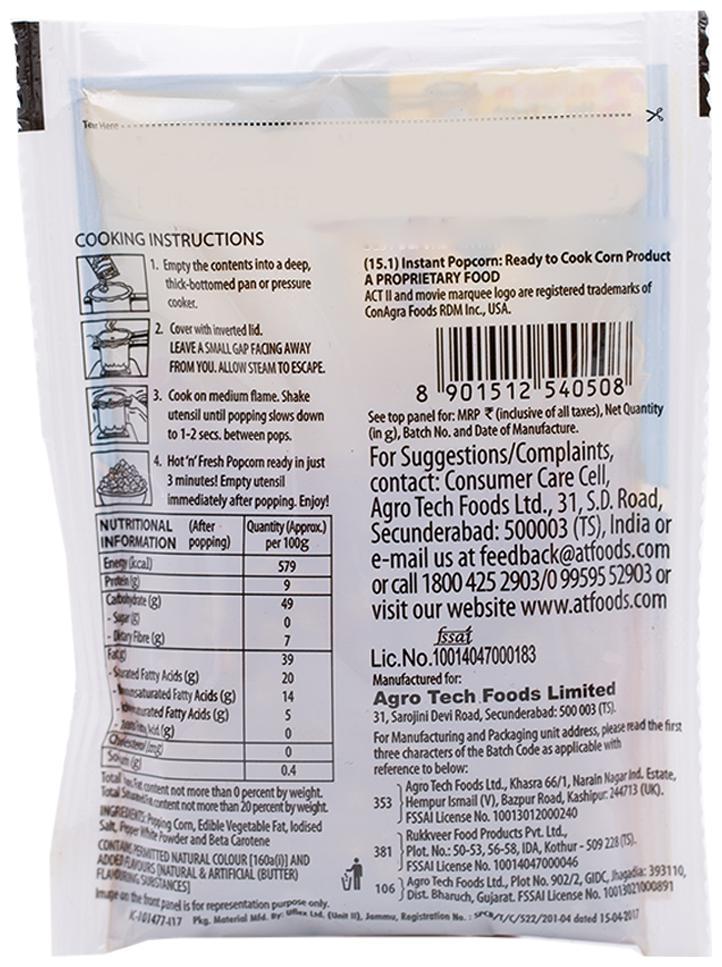 Tear Here
COOKING INSTRUCTIONS
1. Empty the contents into a deep,
thick-bottomed pan or pressure
cooker.
2. Cover with inverted lid.
LEAVE A SMALL GAP FACING AWAY
FROM YOU. ALLOW STEAM TO ESCAPE.
3. Cook on medium flame. Shake
utensil until popping slows down
to 1-2 secs. between pops.
4. Hot 'n' Fresh Popcorn ready in just
3 minutes! Empty utensil
immediately after popping. Enjoy!
NUTRITIONAL (After Quantity (Approx.)
INFORMATION popping) per 100g
Energy (kcal) 579
Protein (g) 9
Carbohydrate (g) 49
- Sugar (g) 0
- Dietary Fibre (g) 7
Fat (g) 39
- Saturated Fatty Acids (g) 20
Fatty Acids (g) 14
Fatty Acids (g) 5
Fatty Acid (g) 0
Cholesterol (mg) 0
Sodium (g) 0.4
Total Fat content not more than 0 percent by weight.
Total Saturated Fat content not more than 20 percent by weight.
INGREDIENTS: Popping Corn, Edible Vegetable Fat, Iodised
Salt, White Powder and Beta Carotene
CONTAINS PERMITTED NATURAL COLOUR [160a(i)] AND
ADDED FLAVOURS [NATURAL & ARTIFICIAL (BUTTER)
FLAVOURING SUBSTANCES]
Image on the front panel is for representation purpose only.
K-101477-I17 Pkg. Material Mfd. By: Uflex Ltd. (Unit II), Jammu, Registration No. : SPCB/T/C/522/201-04 dated 15-04-2017
(15.1) Instant Popcorn: Ready to Cook Corn Product
A PROPRIETARY FOOD
ACT II and movie marquee logo are registered trademarks of
ConAgra Foods RDM Inc., USA.
8 901512 540508
See top panel for: MRP ₹ (inclusive of all taxes), Net Quantity
(in g), Batch No. and Date of Manufacture.
For Suggestions/Complaints,
contact: Consumer Care Cell,
Agro Tech Foods Ltd., 31, S.D. Road,
Secunderabad: 500003 (TS), India or
e-mail us at feedback@atfoods.com
or call 1800 425 2903/0 99595 52903 or
visit our website www.atfoods.com
fssai
Lic.No.10014047000183
Manufactured for:
Agro Tech Foods Limited
31, Sarojini Devi Road, Secunderabad: 500 003 (TS).
For Manufacturing and Packaging unit address, please read the first
three characters of the Batch Code as applicable with
reference to below:
353 Agro Tech Foods Ltd., Khasra 66/1, Narain Nagar Ind. Estate,
Hempur Ismail (V), Bazpur Road, Kashipur: 244713 (UK).
FSSAI License No. 10013012000240
381 Rukkveer Food Products Pvt. Ltd.,
Plot. No.: 50-53, 56-58, IDA, Kothur - 509 228 (TS).
FSSAI License No. 10014047000046
106 Agro Tech Foods Ltd., Plot No. 902/2, GIDC, Jhagadia: 393110,
Dist. Bharuch, Gujarat. FSSAI License No. 10013021000891